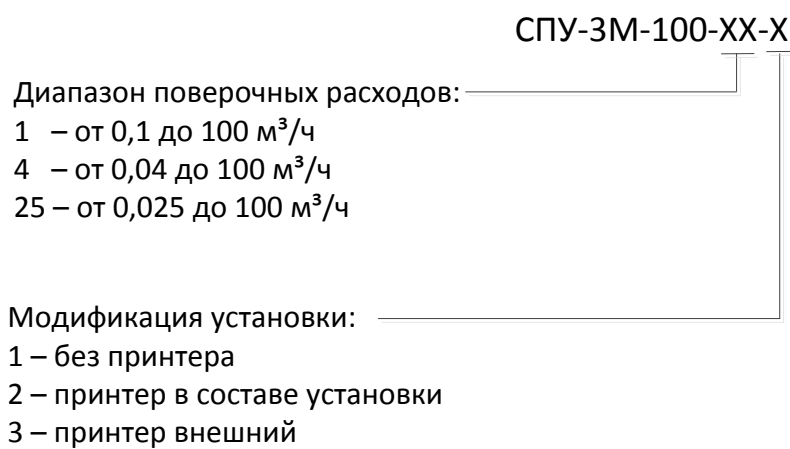 СПУ-3М-100-ХХ-Х
Диапазон поверочных расходов:
1 – от 0,1 до 100 м³/ч
4 – от 0,04 до 100 м³/ч
25 – от 0,025 до 100 м³/ч
Модификация установки:
1 – без принтера
2 – принтер в составе установки
3 – принтер внешний